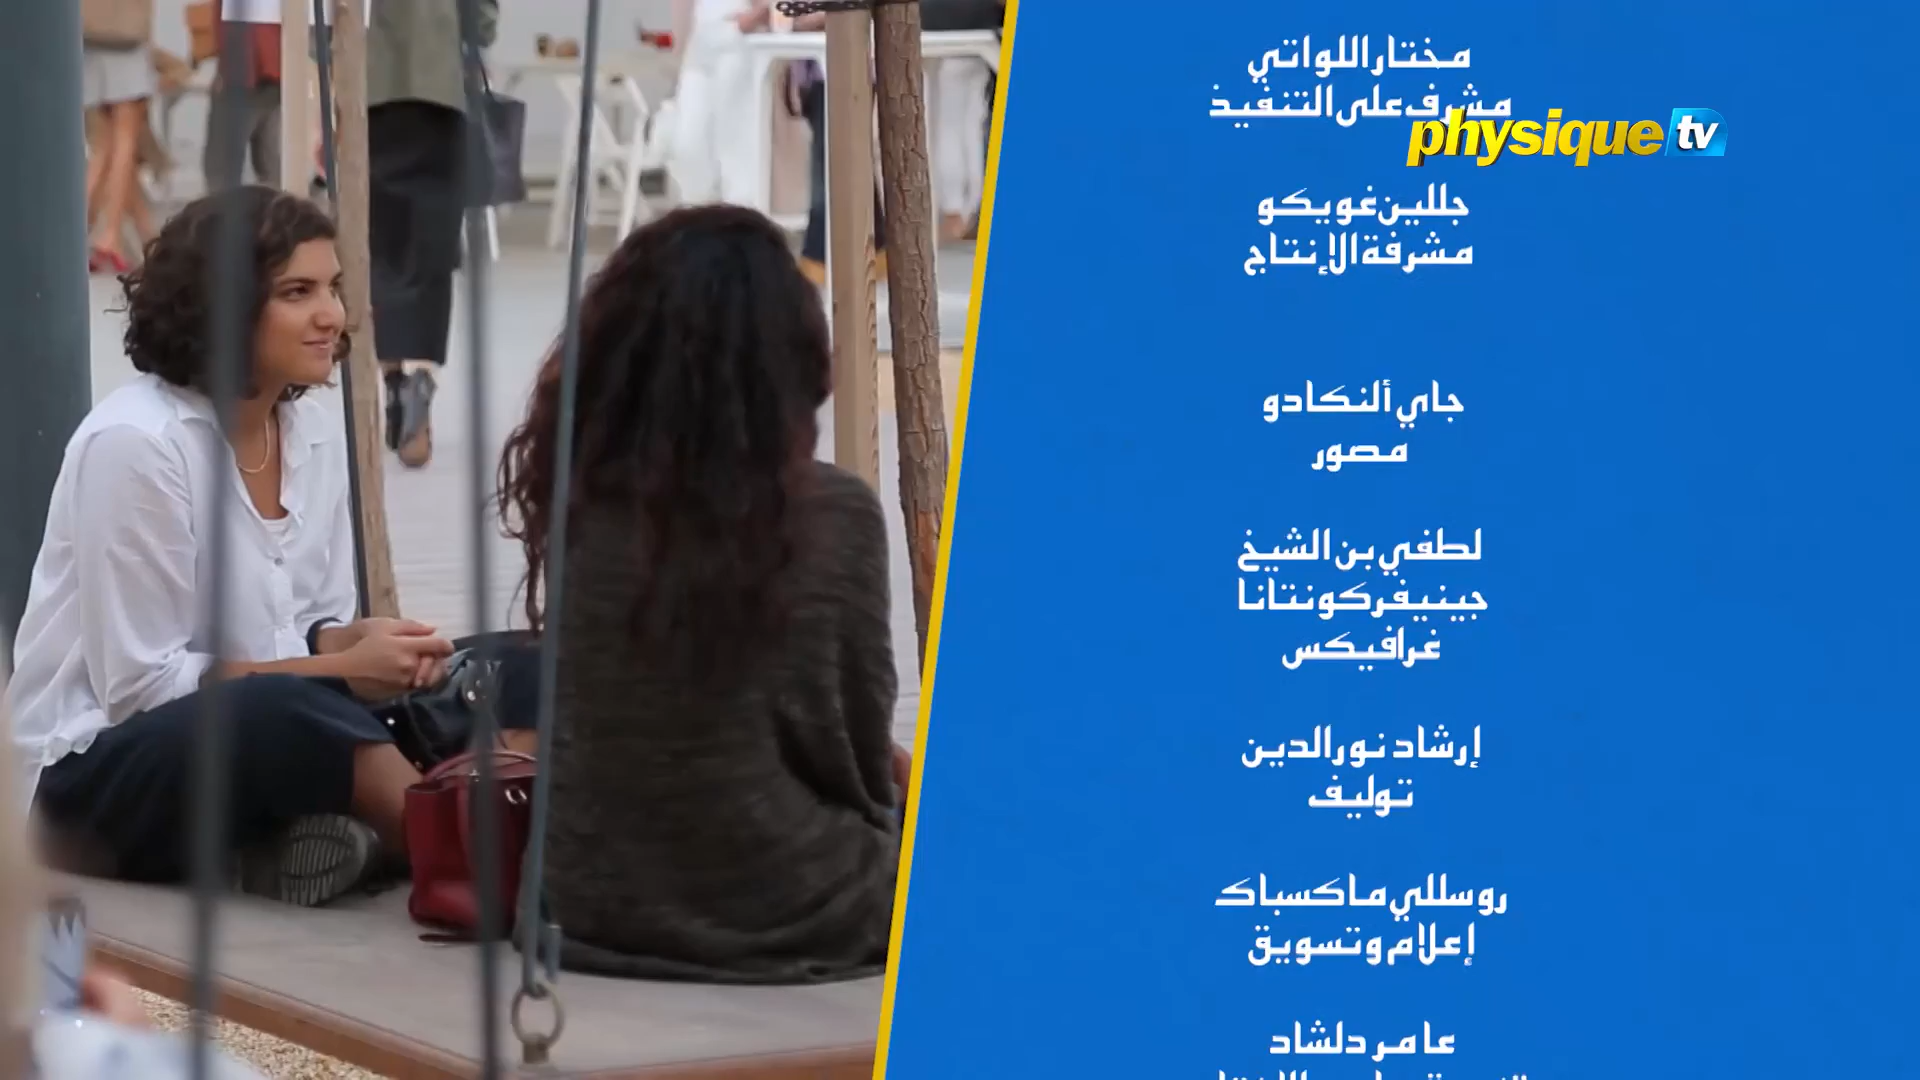 مختار اللواتي
مشرف على التنفيذ
physique tv
جللين غويكو
مشرفة الإنتاج
جاي ألنكادو
مصور
لطفي بن الشيخ
جينيفر كونتانا
غرافيكس
إرشاد نور الدين
توليف
روسللي ماكسباك
إعلام وتسويق
عامر دلشاد